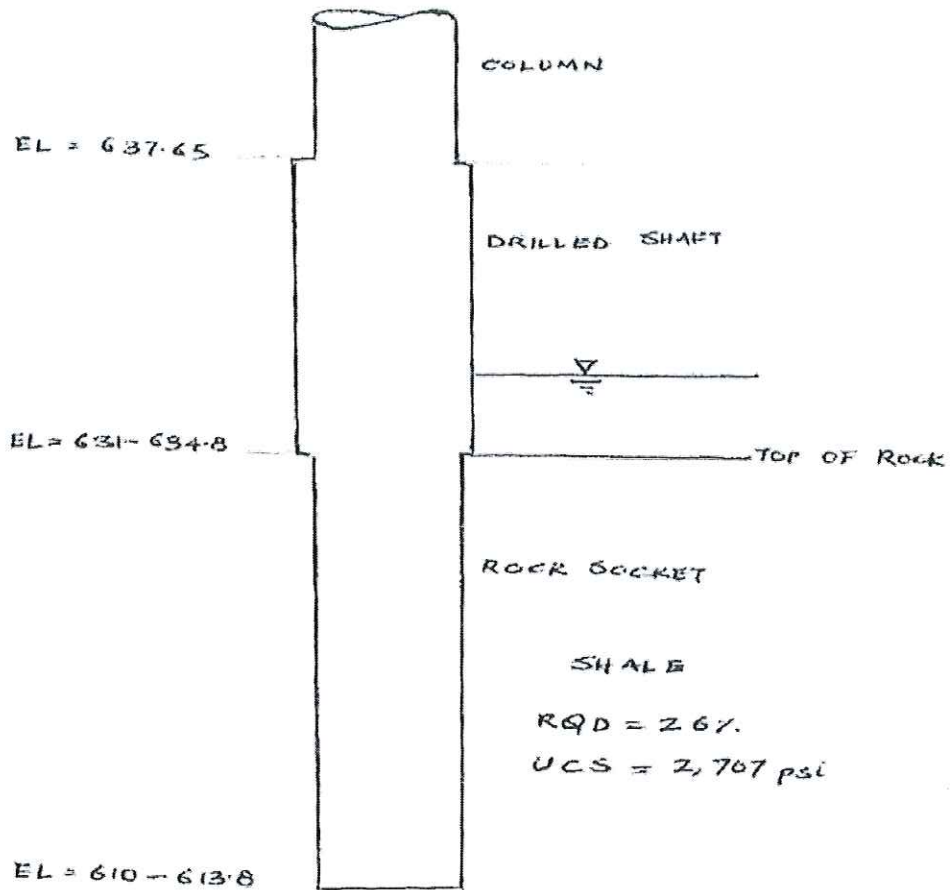 COLUMN
EL = 637.65
DRILLED SHAFT
EL = 631 - 634.8
TOP OF ROCK
ROCK SOCKET
SHALE
RQD = 26%.
UCS = 2,707 psi
EL = 610 - 613.8